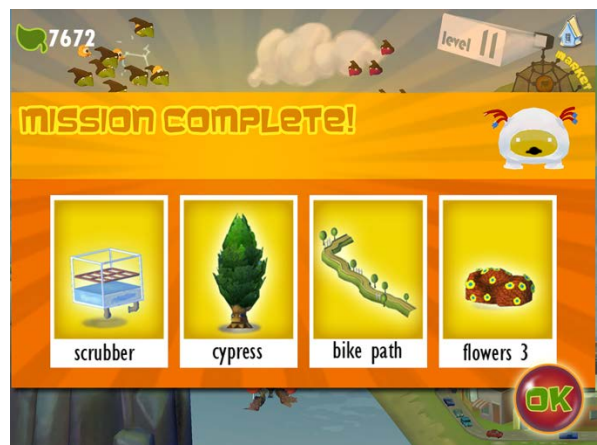 7672
level 11
market
mission complete!
scrubber
cypress
bike path
flowers 3
OK